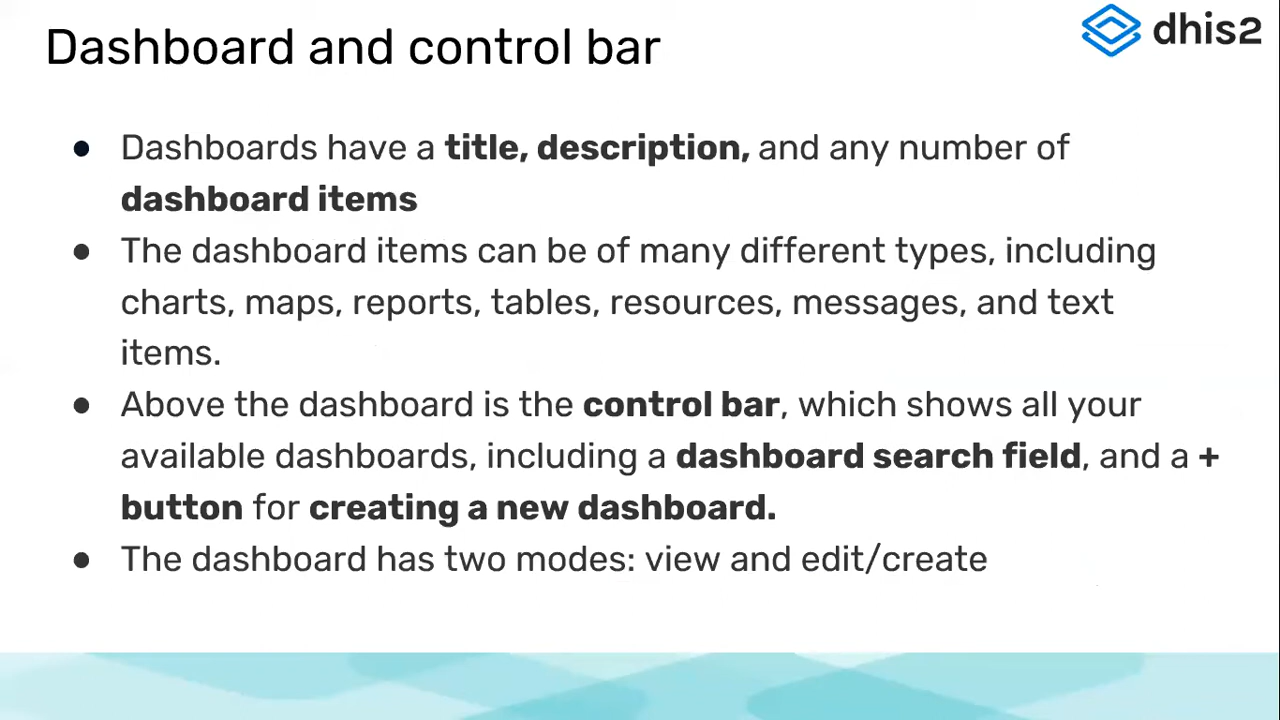 Dashboard and control bar
dhis2
● Dashboards have a title, description, and any number of
dashboard items
● The dashboard items can be of many different types, including
charts, maps, reports, tables, resources, messages, and text
items.
● Above the dashboard is the control bar, which shows all your
available dashboards, including a dashboard search field, and a +
button for creating a new dashboard.
● The dashboard has two modes: view and edit/create